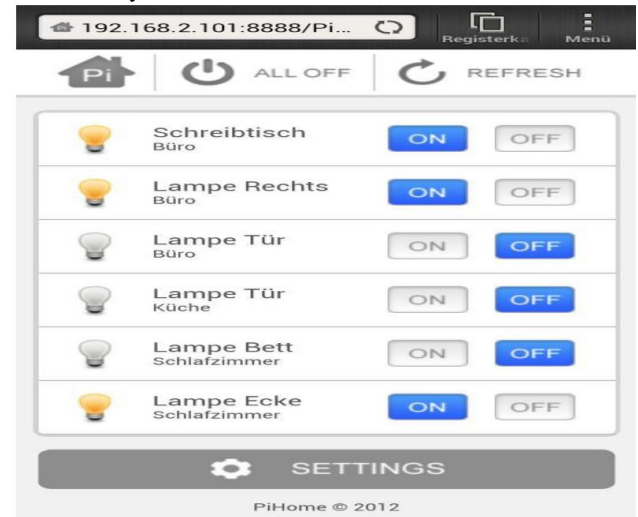 192.168.2.101:8888/Pi...
Registerka
Menü
Pi
ALL OFF
REFRESH
Schreibtisch
Büro
ON
OFF
Lampe Rechts
Büro
ON
OFF
Lampe Tür
Büro
ON
OFF
Lampe Tür
Küche
ON
OFF
Lampe Bett
Schlafzimmer
ON
OFF
Lampe Ecke
Schlafzimmer
ON
OFF
SETTINGS
PiHome © 2012